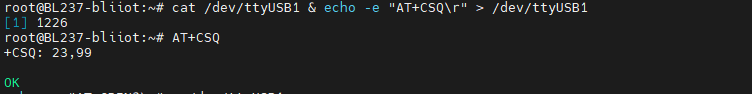 root@BL237-bliiot:~# cat /dev/ttyUSB1 & echo -e "AT+CSQ\r" > /dev/ttyUSB1
[1] 1226
root@BL237-bliiot:~# AT+CSQ
+CSQ: 23,99
OK